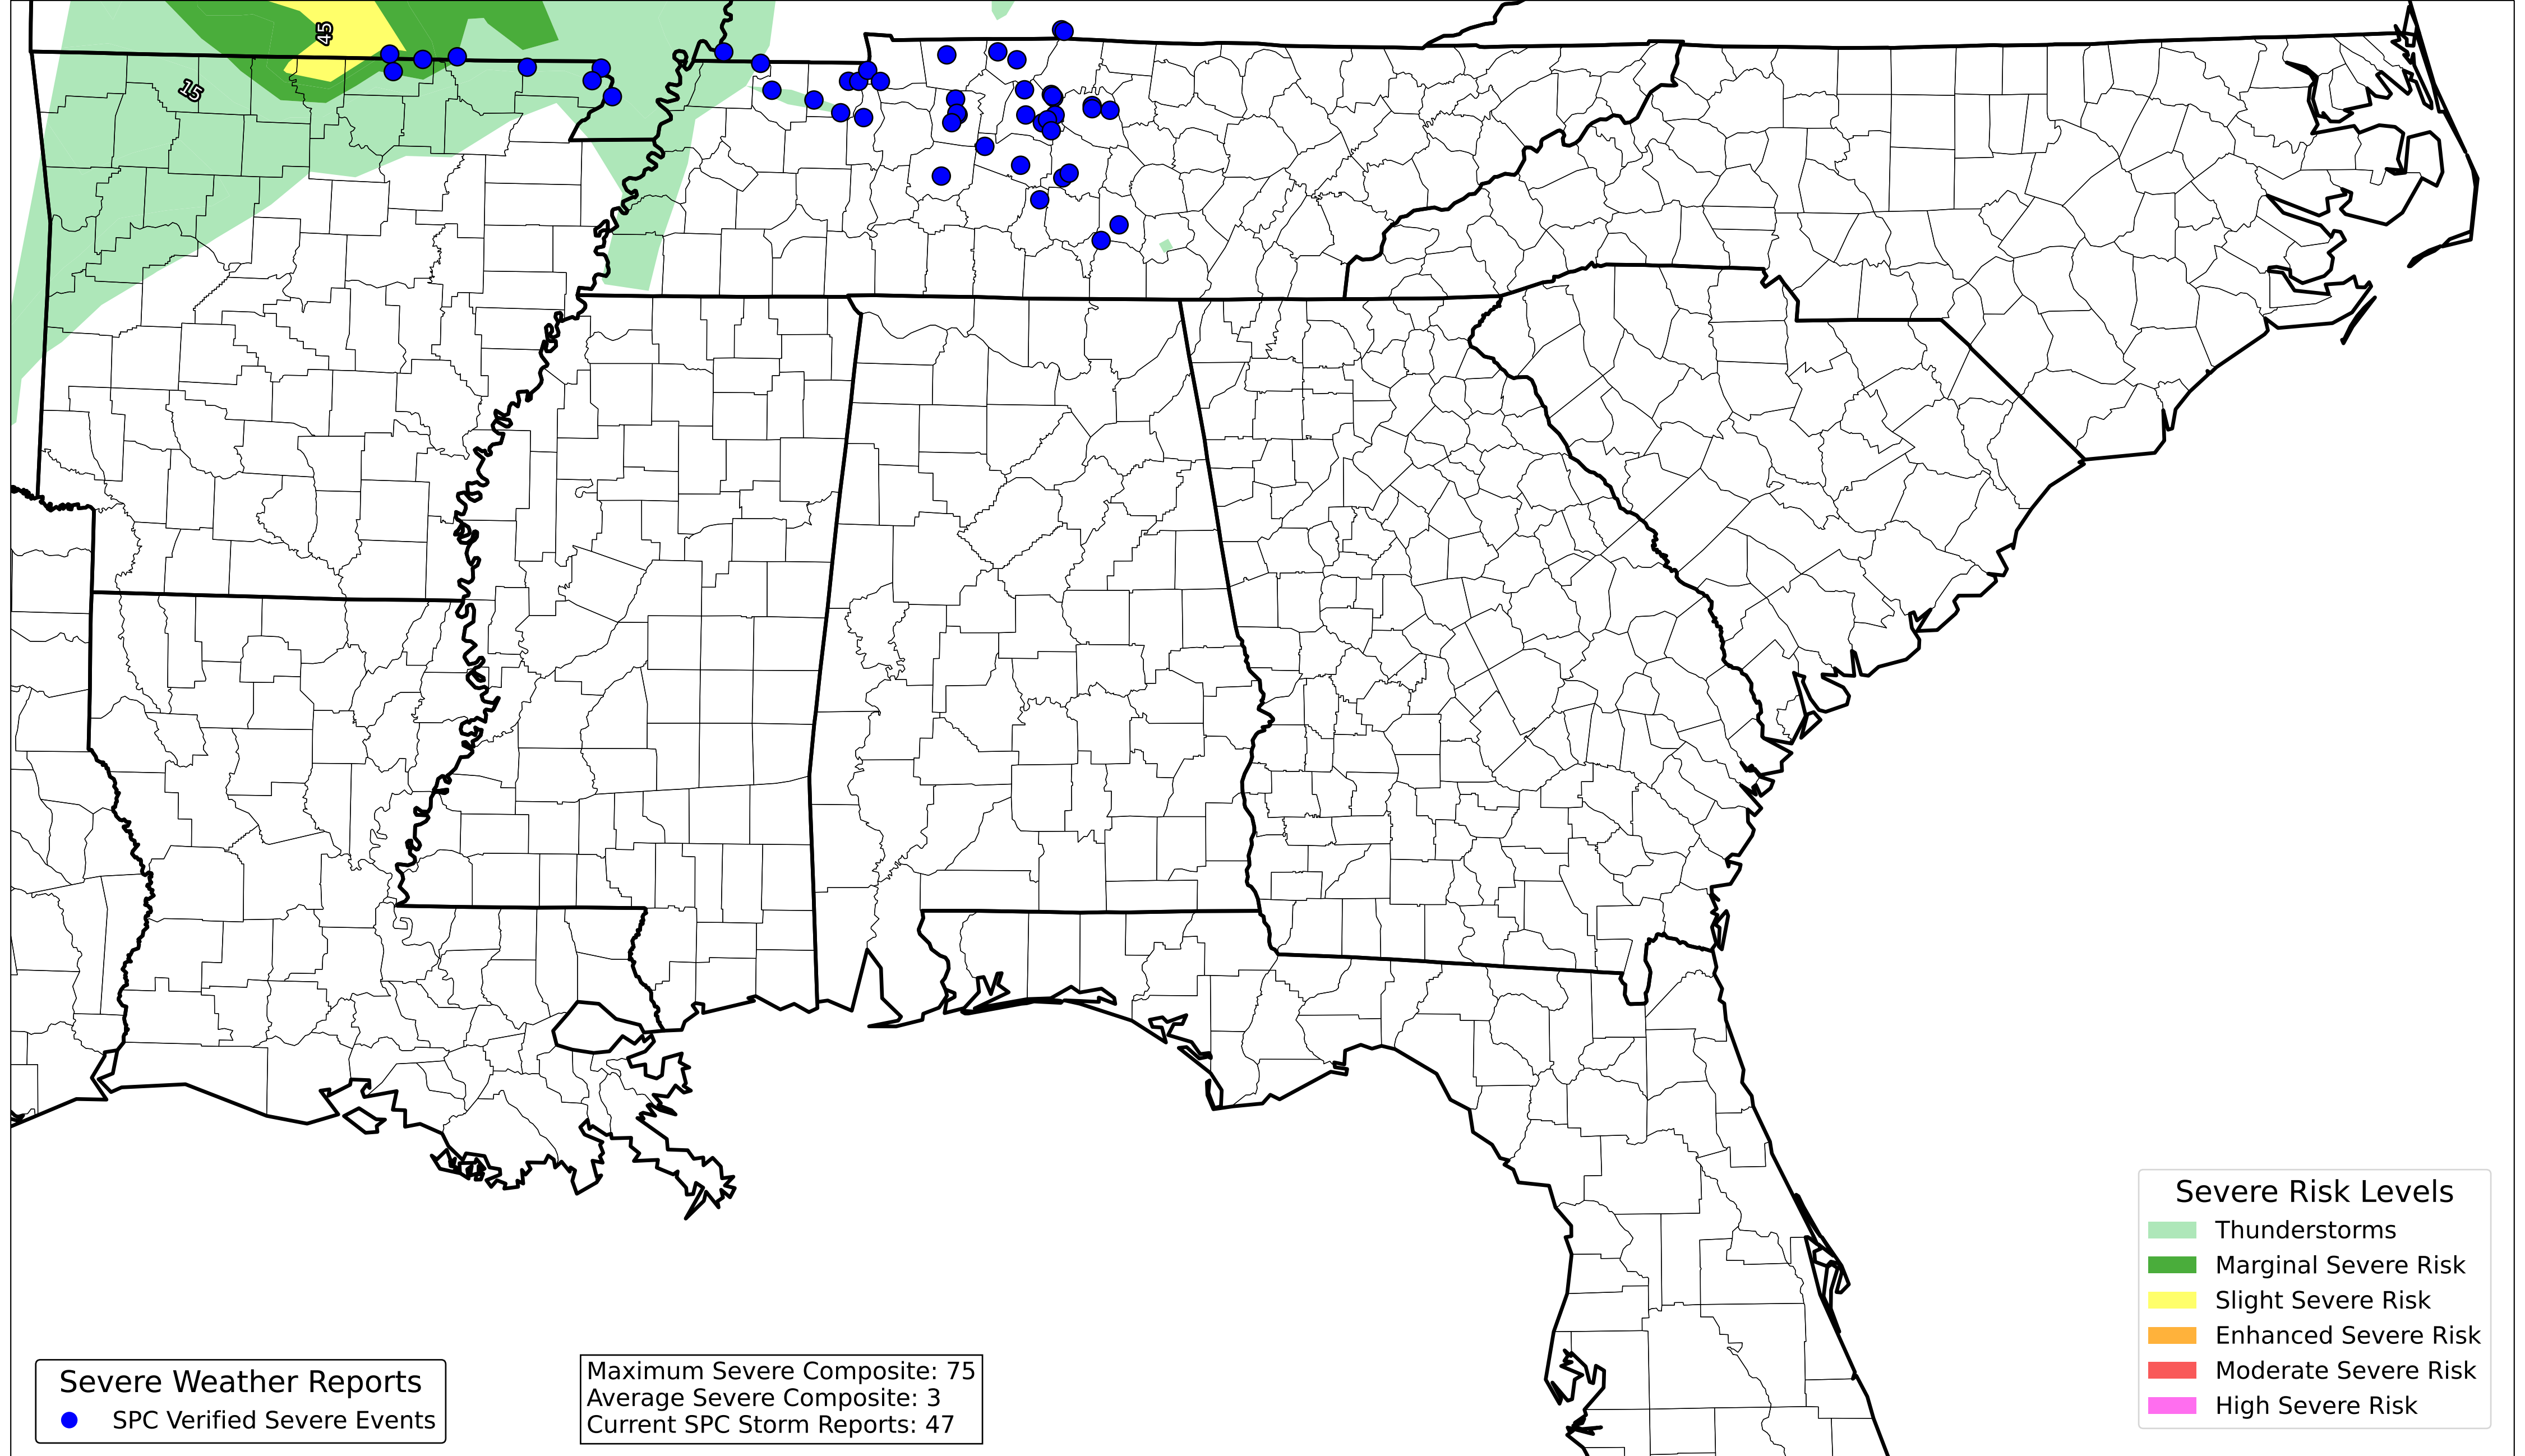 45
15
Severe Weather Reports
SPC Verified Severe Events
Maximum Severe Composite: 75
Average Severe Composite: 3
Current SPC Storm Reports: 47
Severe Risk Levels
Thunderstorms
Marginal Severe Risk
Slight Severe Risk
Enhanced Severe Risk
Moderate Severe Risk
High Severe Risk